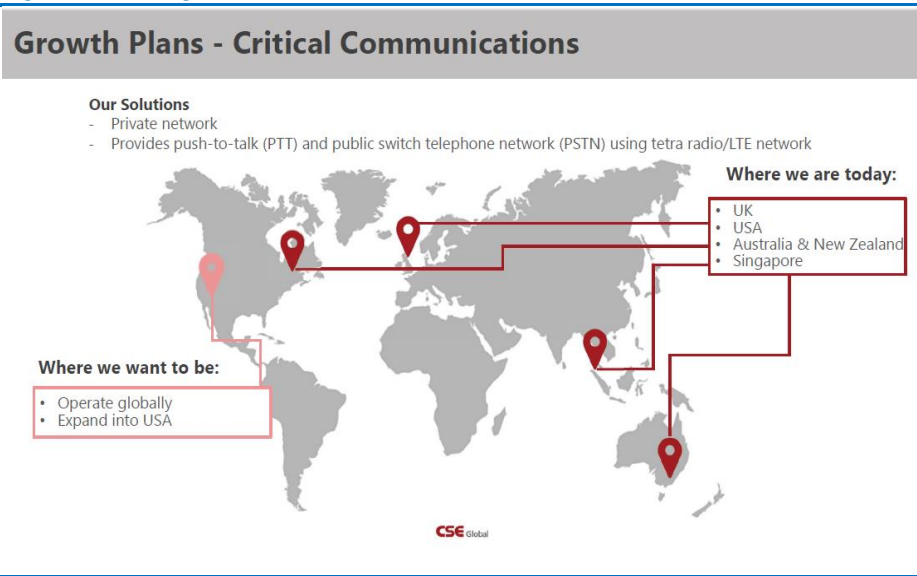 Growth Plans - Critical Communications
Our Solutions
- Private network
- Provides push-to-talk (PTT) and public switch telephone network (PSTN) using tetra radio/LTE network
Where we are today:
• UK
• USA
• Australia & New Zealand
• Singapore
Where we want to be:
• Operate globally
• Expand into USA
CSE Global